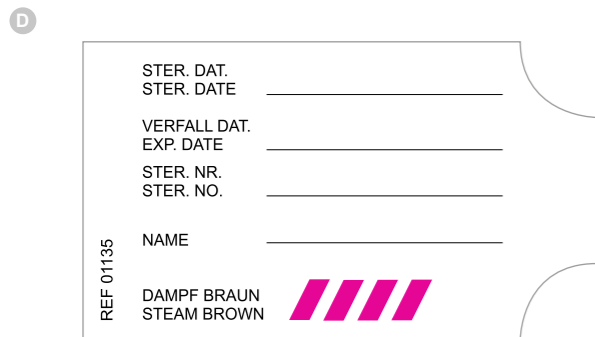 D
STER. DAT.
STER. DATE
VERFALL DAT.
EXP. DATE
STER. NR.
STER. NO.
NAME
REF 01135
DAMPF BRAUN
STEAM BROWN